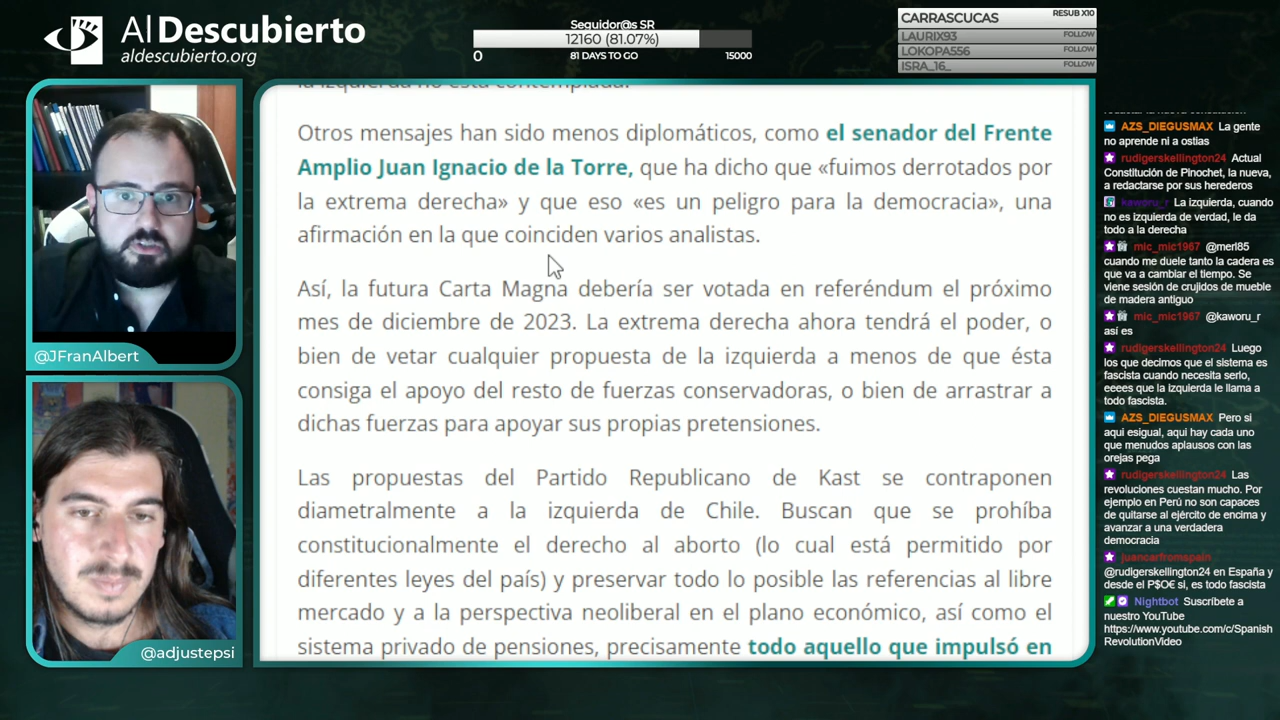 Al Descubierto
aldescubierto.org
Seguidor@s SR
12160 (81.07%)
0
81 DAYS TO GO
15000
CARRASCUCAS
RESUB X10
LAURIX93
FOLLOW
LOKOPA556
FOLLOW
ISRA_16_
FOLLOW
@JFranAlbert
@adjustepsi
la izquierda no está contemplada.
Otros mensajes han sido menos diplomáticos, como el senador del Frente
Amplio Juan Ignacio de la Torre, que ha dicho que «fuimos derrotados por
la extrema derecha» y que eso «es un peligro para la democracia», una
afirmación en la que coinciden varios analistas.
Así, la futura Carta Magna debería ser votada en referéndum el próximo
mes de diciembre de 2023. La extrema derecha ahora tendrá el poder, o
bien de vetar cualquier propuesta de la izquierda a menos de que ésta
consiga el apoyo del resto de fuerzas conservadoras, o bien de arrastrar a
dichas fuerzas para apoyar sus propias pretensiones.
Las propuestas del Partido Republicano de Kast se contraponen
diametralmente a la izquierda de Chile. Buscan que se prohíba
constitucionalmente el derecho al aborto (lo cual está permitido por
diferentes leyes del país) y preservar todo lo posible las referencias al libre
mercado y a la perspectiva neoliberal en el plano económico, así como el
sistema privado de pensiones, precisamente todo aquello que impulsó en
AZS_DIEGUSMAX La gente
no aprende ni a ostias
rudigerskellington24 Actual
Constitución de Pinochet, la nueva,
a redactarse por sus herederos
kaworu_r La izquierda, cuando
no es izquierda de verdad, le da
todo a la derecha
mic_mic1967 @merl85
cuando me duele tanto la cadera es
que va a cambiar el tiempo. Se
viene sesión de crujidos de mueble
de madera antiguo
mic_mic1967 @kaworu_r
así es
rudigerskellington24 Luego
los que decimos que el sistema es
fascista cuando necesita serlo,
eeees que la izquierda le llama a
todo fascista.
AZS_DIEGUSMAX Pero si
aqui esigual, aqui hay cada uno
que menudos aplausos con las
orejas pega
rudigerskellington24 Las
revoluciones cuestan mucho. Por
ejemplo en Perú no son capaces
de quitarse al ejército de encima y
avanzar a una verdadera
democracia
juancarfromspain
@rudigerskellington24 en España y
desde el P$O€ si, es todo fascista
Nightbot Suscríbete a
nuestro YouTube
https://www.youtube.com/c/Spanish
RevolutionVideo